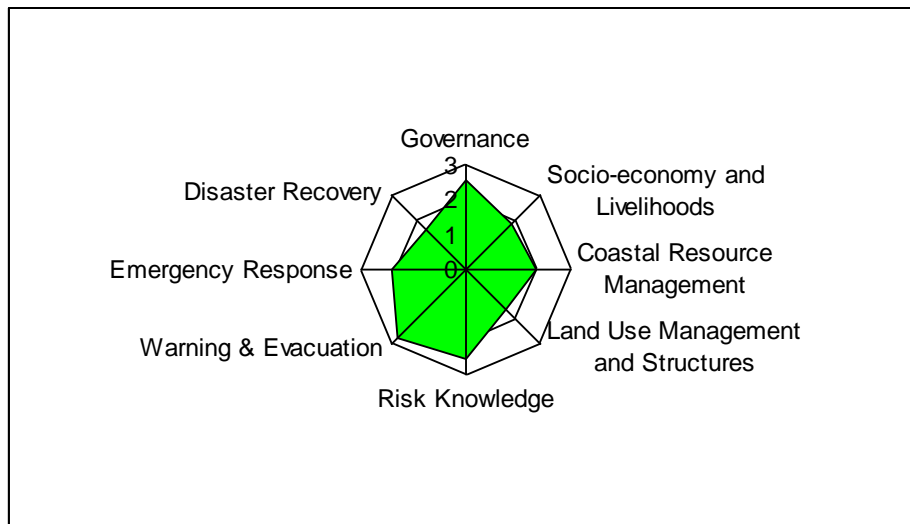 Governance
3
Disaster Recovery
Socio-economy and
Livelihoods
2
1
Emergency Response
0
Coastal Resource
Management
Warning & Evacuation
Land Use Management
and Structures
Risk Knowledge